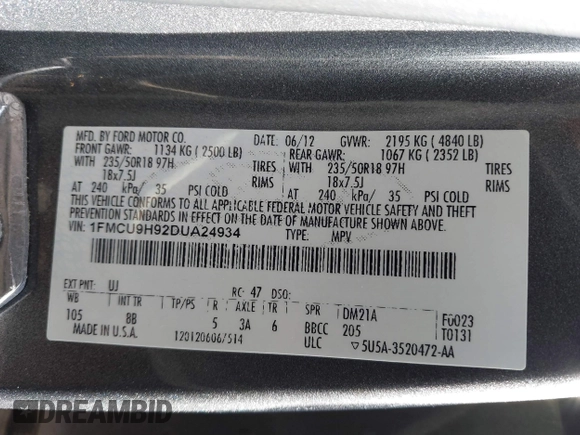 MFD. BY FORD MOTOR CO. DATE: 06/12 GVWR: 2195 KG ( 4840 LB)
FRONT GAWR: 1134 KG ( 2500 LB) REAR GAWR: 1067 KG ( 2352 LB)
WITH 235/50R18 97H TIRES WITH 235/50R18 97H TIRES
18x7.5J RIMS 18x7.5J RIMS
AT 240 kPa/ 35 PSI COLD AT 240 kPa/ 35 PSI COLD
THIS VEHICLE CONFORMS TO ALL APPLICABLE FEDERAL MOTOR VEHICLE SAFETY AND THEFT
PREVENTION STANDARDS IN EFFECT ON THE DATE OF MANUFACTURE SHOWN ABOVE.
VIN: 1FMCU9H92DUA24934 TYPE: MPV
EXT PNT: UJ RC: 47 DSO:
WB INT TR TP/PS R AXLE TR SPR DM21A F0023
105 8B 5 3A 6 BBCC 205 T0131
MADE IN U.S.A. 1201206067514 ULC ▽5U5A-3520472-AA
DREAMBID